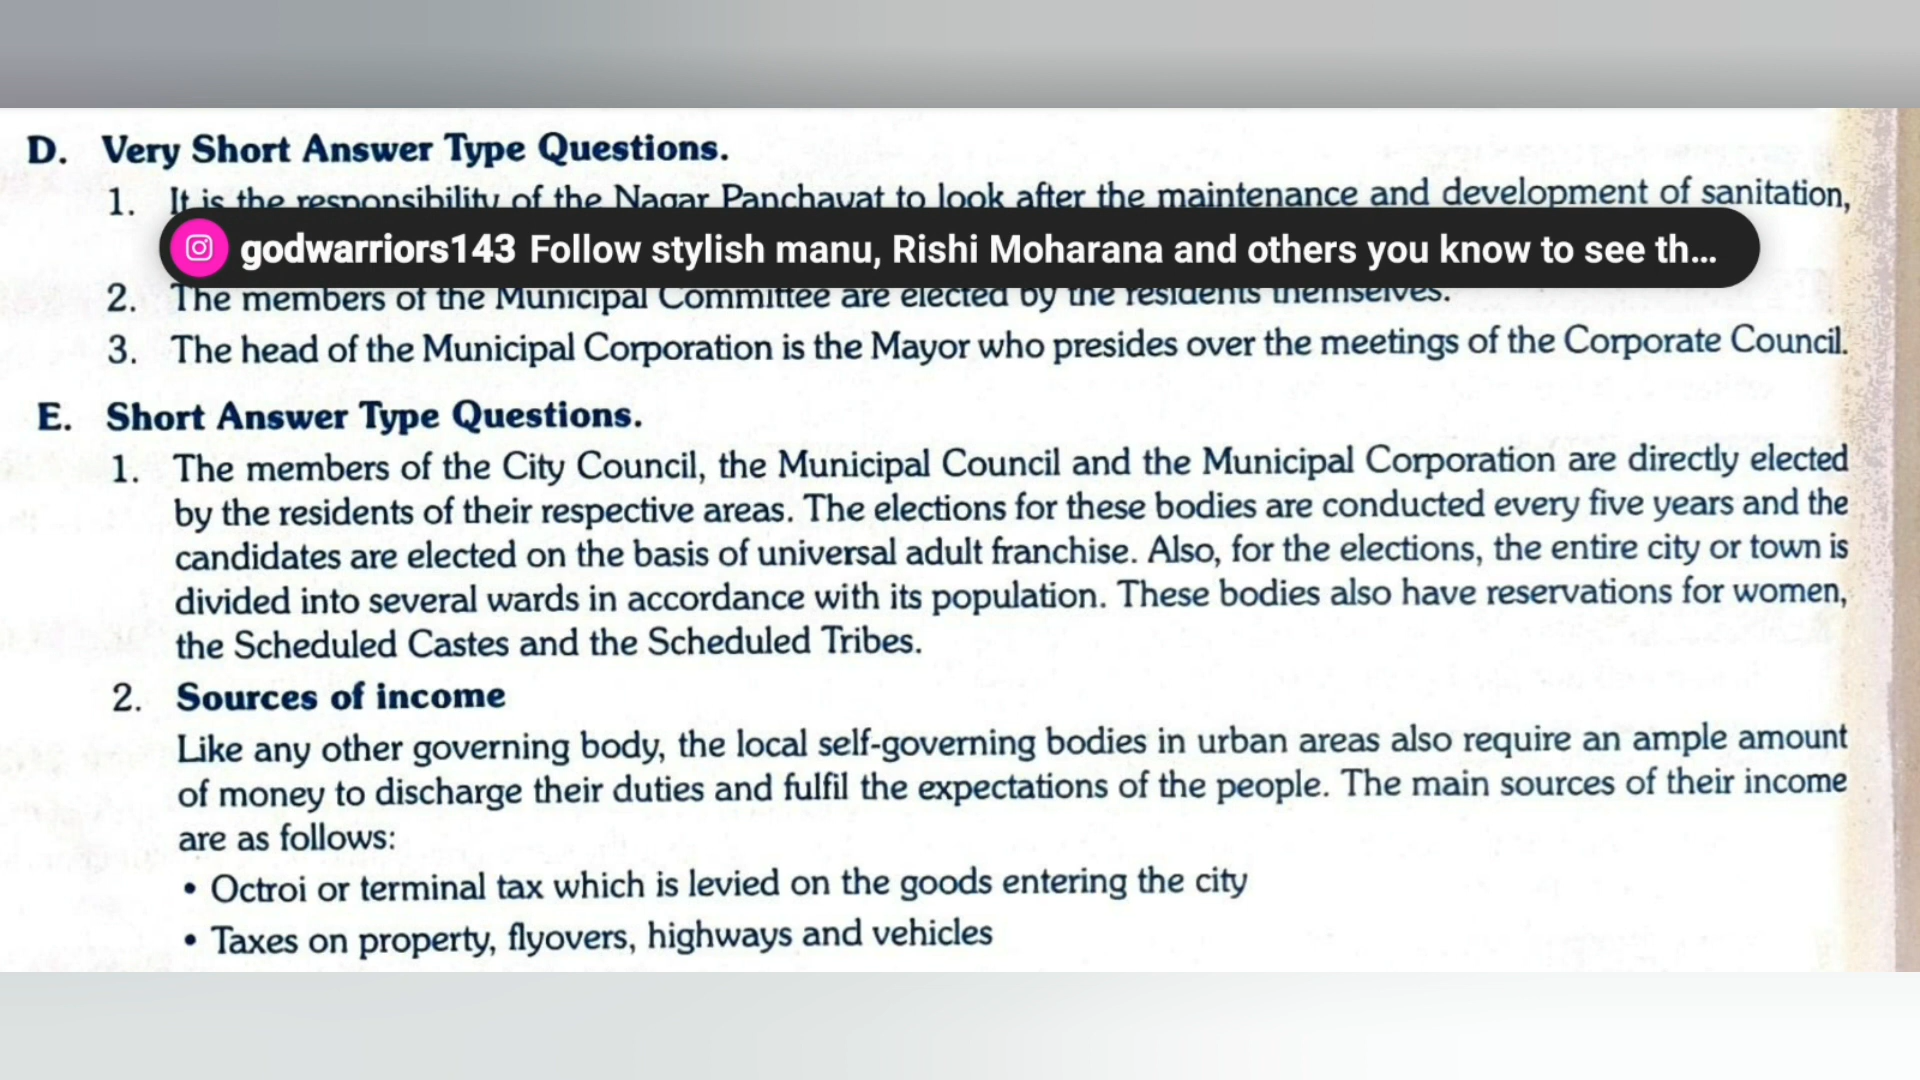 D. Very Short Answer Type Questions.
1. It is the responsibility of the Nagar Panchayat to look after the maintenance and development of sanitation,
godwarriors143 Follow stylish manu, Rishi Moharana and others you know to see th...
2. The members of the Municipal Committee are elected by the residents themselves.
3. The head of the Municipal Corporation is the Mayor who presides over the meetings of the Corporate Council.
E. Short Answer Type Questions.
1. The members of the City Council, the Municipal Council and the Municipal Corporation are directly elected
by the residents of their respective areas. The elections for these bodies are conducted every five years and the
candidates are elected on the basis of universal adult franchise. Also, for the elections, the entire city or town is
divided into several wards in accordance with its population. These bodies also have reservations for women,
the Scheduled Castes and the Scheduled Tribes.
2. Sources of income
Like any other governing body, the local self-governing bodies in urban areas also require an ample amount
of money to discharge their duties and fulfil the expectations of the people. The main sources of their income
are as follows:
• Octroi or terminal tax which is levied on the goods entering the city
• Taxes on property, flyovers, highways and vehicles